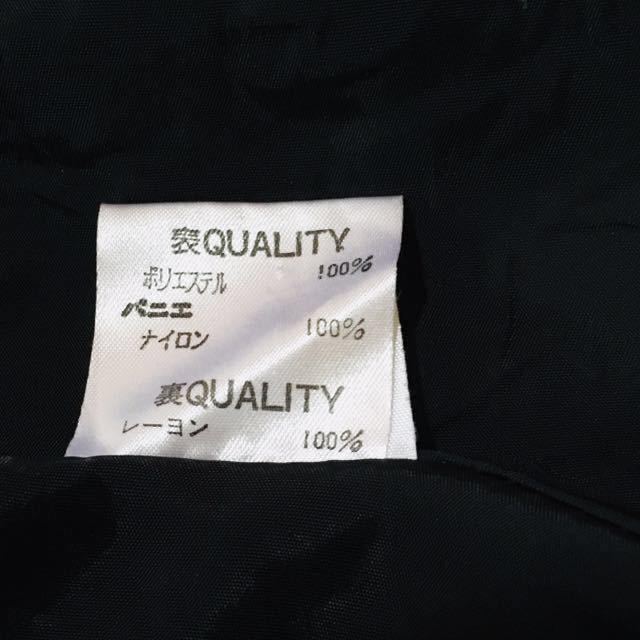 表QUALITY
ポリエステル 100%
パニエ
ナイロン 100%
裏QUALITY
レーヨン 100%